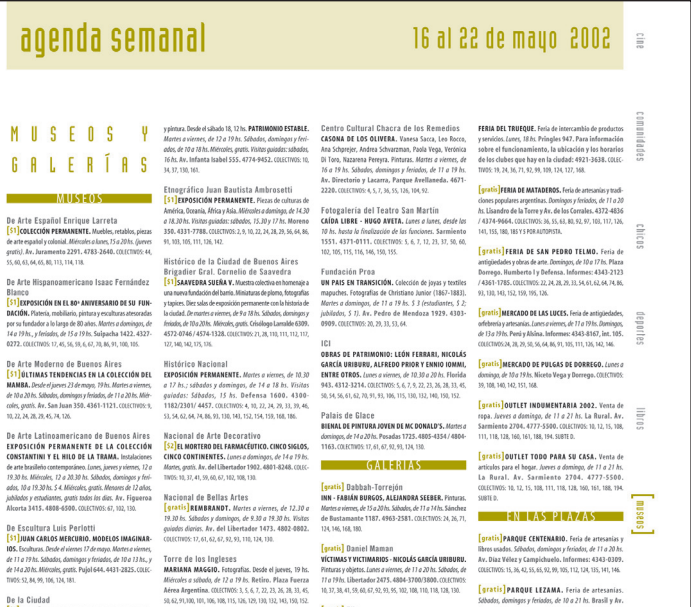 agenda semanal
16 al 22 de mayo 2002
MUSEOS Y
GALERÍAS
MUSEOS
De Arte Español Enrique Larreta
[$1]COLECCIÓN PERMANENTE. Muebles, retablos, piezas
de arte español y colonial. Miércoles a lunes, 15 a 20 hs. (jueves
gratis). Av. Juramento 2291. 4783-2640. COLECTIVOS: 44,
55, 60, 63, 64, 65, 80, 113, 114, 118.
De Arte Hispanoamericano Isaac Fernández
Blanco
[$1]EXPOSICIÓN EN EL 80º ANIVERSARIO DE SU FUN-
DACIÓN. Platería, mobiliario, pintura y esculturas atesoradas
por su fundador a lo largo de 80 años. Martes a domingos, de
14 a 19 hs., y feriados, de 15 a 19 hs. Suipacha 1422. 4327-
0272. COLECTIVOS: 17, 45, 56, 59, 6, 67, 70, 86, 91, 100, 105.
De Arte Moderno de Buenos Aires
[$1]ÚLTIMAS TENDENCIAS EN LA COLECCIÓN DEL
MAMBA. Desde el jueves 23 de mayo, 19 hs. Martes a viernes,
de 10 a 20 hs. Sábados, domingos y feriados, de 11 a 20 hs. Miér-
coles, gratis. Av. San Juan 350. 4361-1121. COLECTIVOS: 9,
10, 22, 24, 28, 29, 45, 74, 126.
De Arte Latinoamericano de Buenos Aires
EXPOSICIÓN PERMANENTE DE LA COLECCIÓN
CONSTANTINI Y EL HILO DE LA TRAMA. Instalaciones
de arte brasileño contemporáneo. Lunes, jueves y viernes, 12 a
19.30 hs. Miércoles, 12 a 20.30 hs. Sábados, domingos y feri-
ados, 10 a 19.30 hs. $ 4. Miércoles, gratis. Menores de 12 años,
jubilados y estudiantes, gratis todos los días. Av. Figueroa
Alcorta 3415. 4808-6500. COLECTIVOS: 67, 102, 130.
De Escultura Luis Perlotti
[$1]JUAN CARLOS MERCURIO. MODELOS IMAGINAR-
IOS. Esculturas. Desde el viernes 17 de mayo. Martes a viernes,
de 11 a 19 hs. Sábados, domingos y feriados, de 10 a 13 hs., y
de 14 a 20 hs. Miércoles, gratis. Pujol 644. 4431-2825. COLEC-
TIVOS: 52, 84, 99, 106, 124, 181.
De la Ciudad
y pintura. Desde el sábado 18, 12 hs. PATRIMONIO ESTABLE.
Martes a viernes, de 12 a 19 hs. Sábados, domingos y feri-
ados, de 10 a 18 hs. Miércoles, gratis. Visitas guiadas: sábados,
16 hs. Av. Infanta Isabel 555. 4774-9452. COLECTIVOS: 10,
34, 37, 130, 161.
Etnográfico Juan Bautista Ambrosetti
[$1]EXPOSICIÓN PERMANENTE. Piezas de culturas de
América, Oceanía, África y Asia. Miércoles a domingo, de 14.30
a 18.30 hs. Visitas guiadas: sábados, 15.30 y 17 hs. Moreno
350. 4331-7788. COLECTIVOS: 2, 9, 10, 22, 24, 28, 29, 56, 64, 86,
91, 103, 105, 111, 126, 142.
Histórico de la Ciudad de Buenos Aires
Brigadier Gral. Cornelio de Saavedra
[$1]SAAVEDRA SUEÑA V. Muestra colectiva en homenaje a
una nueva fundación del barrio. Miniaturas de plomo, fotografías
y tapices. Diez salas de exposición permanente con la historia de
la ciudad. De martes a viernes, de 9 a 18 hs. Sábados, domingos y
feriados, de 10 a 20 hs. Miércoles, gratis. Crisólogo Larralde 6309.
4572-0746 / 4574-1328. COLECTIVOS: 21, 28, 110, 111, 112, 117,
127, 140, 142, 175, 176.
Histórico Nacional
EXPOSICIÓN PERMANENTE. Martes a viernes, de 10.30
a 17 hs.; sábados y domingos, de 14 a 18 hs. Visitas
guiadas: Sábados, 15 hs. Defensa 1600. 4300-
1182/2301/ 4457. COLECTIVOS: 4, 10, 22, 24, 29, 33, 39, 46,
53, 54, 62, 64, 74, 86, 93, 130, 143, 152, 154, 159, 168, 186.
Nacional de Arte Decorativo
[$2]EL MORTERO DEL FARMACÉUTICO. CINCO SIGLOS,
CINCO CONTINENTES. Lunes a domingos, de 14 a 19 hs.
Martes, gratis. Av. del Libertador 1902. 4801-8248. COLEC-
TIVOS: 10, 37, 41, 59, 60, 67, 102, 108, 130.
Nacional de Bellas Artes
[gratis]REMBRANDT. Martes a viernes, de 12.30 a
19.30 hs. Sábados y domingos, de 9.30 a 19.30 hs. Visitas
guiadas diarias. Av. del Libertador 1473. 4802-0802.
COLECTIVOS: 17, 61, 62, 67, 92, 93, 110, 124, 130.
Torre de los Ingleses
MARIANA MAGGIO. Fotografías. Desde el jueves, 19 hs.
Miércoles a sábado, de 12 a 19 hs. Retiro. Plaza Fuerza
Aérea Argentina. COLECTIVOS: 3, 5, 6, 7, 22, 23, 26, 28, 33, 45,
50, 62, 91,100, 101, 106, 108, 115, 126, 129, 130, 132, 143, 150, 152.
Centro Cultural Chacra de los Remedios
CASONA DE LOS OLIVERA. Vanesa Sacca, Leo Rocco,
Ana Schprejer, Andrea Schvarzman, Paola Vega, Verónica
Di Toro, Nazarena Pereyra. Pinturas. Martes a viernes, de
16 a 19 hs. Sábados, domingos y feriados, de 11 a 19 hs.
Av. Directorio y Lacarra, Parque Avellaneda. 4671-
2220. COLECTIVOS: 4, 5, 7, 36, 55, 126, 104, 92.
Fotogalería del Teatro San Martín
CAÍDA LIBRE - HUGO AVETA. Lunes a lunes, desde las
10 hs. hasta la finalización de las funciones. Sarmiento
1551. 4371-0111. COLECTIVOS: 5, 6, 7, 12, 23, 37, 50, 60,
102, 105, 115, 116, 146, 150, 155.
Fundación Proa
UN PAIS EN TRANSICIÓN. Colección de joyas y textiles
mapuches. Fotografías de Christiano Junior (1867-1883).
Martes a domingos, de 11 a 19 hs. $ 3 (estudiantes, $ 2;
jubilados, $ 1). Av. Pedro de Mendoza 1929. 4303-
0909. COLECTIVOS: 20, 29, 33, 53, 64.
ICI
OBRAS DE PATRIMONIO: LEÓN FERRARI, NICOLÁS
GARCÍA URIBURU, ALFREDO PRIOR Y ENNIO IOMMI,
ENTRE OTROS. Lunes a viernes, de 10.30 a 20 hs. Florida
943. 4312-3214. COLECTIVOS: 5, 6, 7, 9, 22, 23, 26, 28, 33, 45,
50, 54, 56, 61, 62, 70, 91, 93, 106, 115, 130, 132, 140, 150, 152.
Palais de Glace
BIENAL DE PINTURA JOVEN DE MC DONALD'S. Martes a
domingos, de 14 a 20 hs. Posadas 1725. 4805-4334 / 4804-
1163. COLECTIVOS: 17, 61, 67, 92, 93, 124, 130.
GALERÍAS
[gratis] Dabbah-Torrejón
INN - FABIÁN BURGOS, ALEJANDRA SEEBER. Pinturas.
Martes a viernes, de 15 a 20 hs. Sábados, de 11 a 14 hs. Sánchez
de Bustamante 1187. 4963-2581. COLECTIVOS: 24, 26, 71,
124, 146, 168, 180.
[gratis] Daniel Maman
VÍCTIMAS Y VICTIMARIOS - NICOLÁS GARCÍA URIBURU.
Pinturas y objetos. Lunes a viernes, de 11 a 20 hs. Sábados, de
11 a 19 hs. Libertador 2475. 4804-3700/3800. COLECTIVOS:
10, 37, 38, 41, 59, 60, 67, 92, 93, 95, 102, 108, 110, 118, 128, 130.
FERIA DEL TRUEQUE. Feria de intercambio de productos
y servicios. Lunes, 18 hs. Pringles 947. Para información
sobre el funcionamiento, la ubicación y los horarios
de los clubes que hay en la ciudad: 4921-3638. COLEC-
TIVOS: 19, 24, 36, 71, 92, 99, 109, 124, 127, 168.
[gratis]FERIA DE MATADEROS. Feria de artesanías y tradi-
ciones populares argentinas. Domingos y feriados, de 11 a 20
hs. Lisandro de la Torre y Av. de los Corrales. 4372-4836
/ 4374-9664. COLECTIVOS: 36, 55, 63, 80, 92, 97, 103, 117, 126,
141, 155, 180, 185 Y S POR AUTOPISTA.
[gratis]FERIA DE SAN PEDRO TELMO. Feria de
antigüedades y obras de arte. Domingos, de 10 a 17 hs. Plaza
Dorrego. Humberto I y Defensa. Informes: 4343-2123
/ 4361-1785. COLECTIVOS: 22, 24, 28, 29, 33, 54, 61, 62, 64, 74, 86,
93, 130, 143, 152, 159, 195, 126.
[gratis]MERCADO DE LAS LUCES. Feria de antigüedades,
orfebrería y artesanías. Jueves a viernes, de 11 a 19 hs. Domingos,
de 13 a 19 hs. Perú y Alsina. Informes: 4343-4167, int. 105.
COLECTIVOS: 24, 28, 29, 50, 56, 64, 86, 91, 105, 111, 126, 142, 146.
[gratis]MERCADO DE PULGAS DE DORREGO. Lunes a
domingo, de 10 a 19 hs. Niceto Vega y Dorrego. COLECTIVOS:
39, 108, 140, 142, 151, 168.
[gratis]OUTLET INDUMENTARIA 2002. Venta de
ropa. Jueves a domingo, de 11 a 21 hs. La Rural. Av.
Sarmiento 2704. 4777-5500. COLECTIVOS: 10, 12, 15, 108,
111, 118, 128, 160, 161, 188, 194. SUBTE D.
[gratis]OUTLET TODO PARA SU CASA. Venta de
artículos para el hogar. Jueves a domingo, de 11 a 21 hs.
La Rural. Av. Sarmiento 2704. 4777-5500.
COLECTIVOS: 10, 12, 15, 108, 111, 118, 128, 160, 161, 188, 194.
SUBTE D.
EN LAS PLAZAS
[gratis]PARQUE CENTENARIO. Feria de artesanías y
libros usados. Sábados, domingos y feriados, de 11 a 20 hs.
Av. Díaz Vélez y Campichuelo. Informes: 4343-0309.
COLECTIVOS: 15, 36, 42, 55, 65, 92, 99, 105, 112, 124, 135, 141, 146.
[gratis]PARQUE LEZAMA. Feria de artesanías.
Sábados, domingos y feriados, de 10 a 21 hs. Brasil y Av.
cine
comunidades
chicos
deportes
libros
[museos]